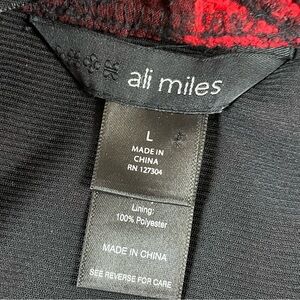 ali miles
L
MADE IN
CHINA
RN 127304
Lining:
100% Polyester
MADE IN CHINA
SEE REVERSE FOR CARE